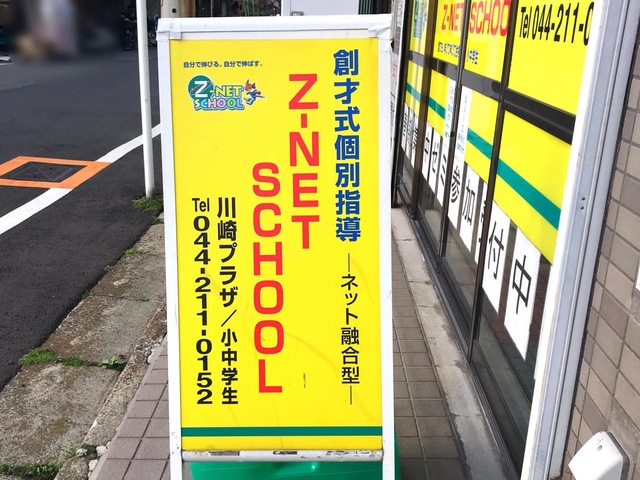 自分で伸びる。自分で伸ばす。
Z-NET
SCHOOL
創才式個別指導
―ネット融合型―
Z-NET
SCHOOL
川崎プラザ／小中学生
Tel 044-211-0152
Z-NET SCHOOL
Tel 044-211-0
ゼミ参加
付中